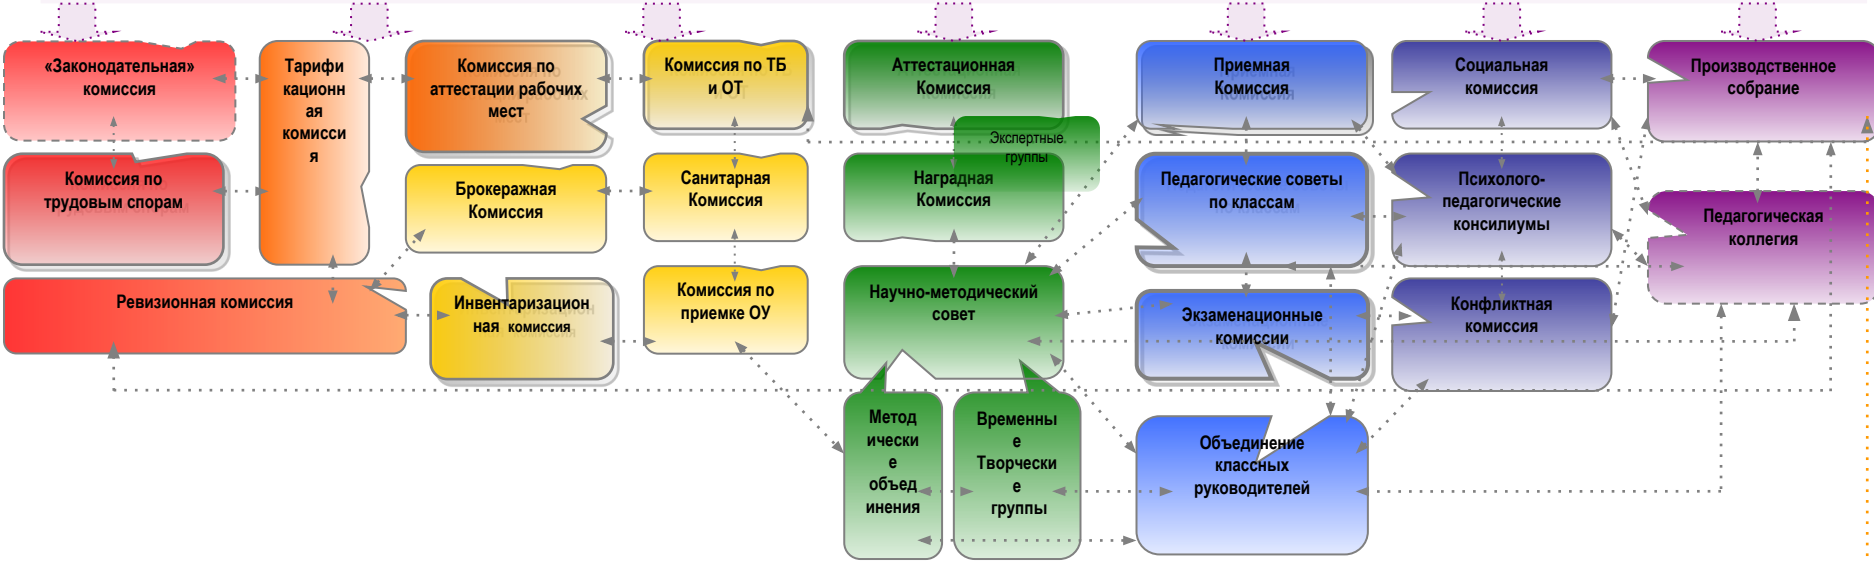 «Законодательная»
комиссия
Тарифи
кационн
ая
комисси
я
Комиссия по
аттестации рабочих
мест
Комиссия по ТБ
и ОТ
Аттестационная
Комиссия
Экспертные
группы
Приемная
Комиссия
Социальная
комиссия
Производственное
собрание
Комиссия по
трудовым спорам
Брокеражная
Комиссия
Санитарная
Комиссия
Наградная
Комиссия
Педагогические советы
по классам
Психолого-
педагогические
консилиумы
Педагогическая
коллегия
Ревизионная комиссия
Инвентаризацион
ная комиссия
Комиссия по
приемке ОУ
Научно-методический
совет
Экзаменационные
комиссии
Конфликтная
комиссия
Метод
ически
е
объед
инения
Временны
е
Творчески
е
группы
Объединение
классных
руководителей